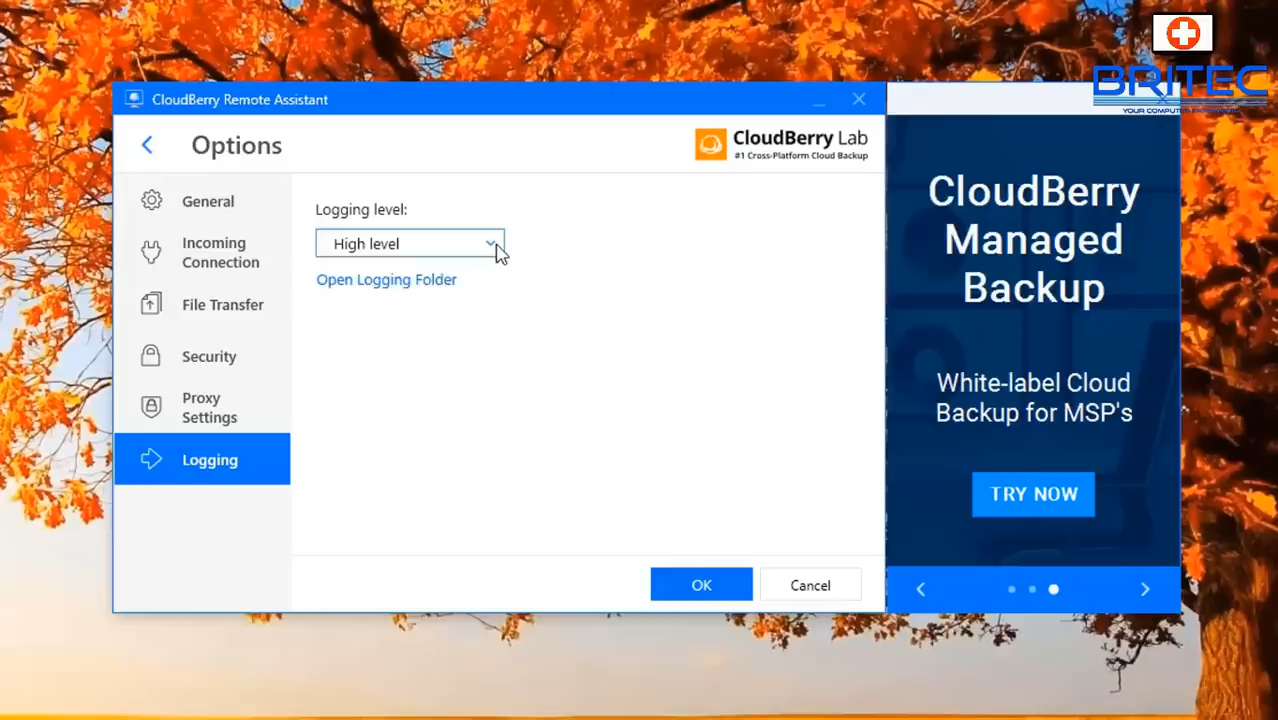 BRITEC
CloudBerry Remote Assistant
Options
CloudBerry Lab
#1 Cross-Platform Cloud Backup
General
Incoming
Connection
File Transfer
Security
Proxy
Settings
Logging
Logging level:
High level
Open Logging Folder
OK
Cancel
CloudBerry
Managed
Backup
White-label Cloud
Backup for MSP's
TRY NOW